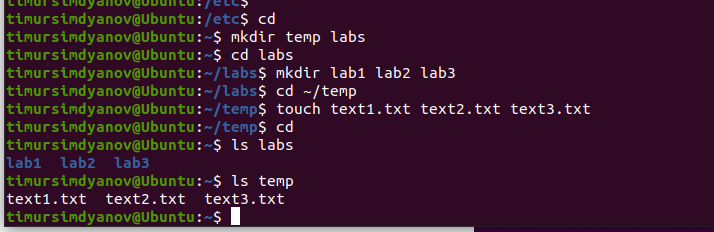 timursimdyanov@Ubuntu:/etc$
timursimdyanov@Ubuntu:/etc$ cd
timursimdyanov@Ubuntu:~$ mkdir temp labs
timursimdyanov@Ubuntu:~$ cd labs
timursimdyanov@Ubuntu:~/labs$ mkdir lab1 lab2 lab3
timursimdyanov@Ubuntu:~/labs$ cd ~/temp
timursimdyanov@Ubuntu:~/temp$ touch text1.txt text2.txt text3.txt
timursimdyanov@Ubuntu:~/temp$ cd
timursimdyanov@Ubuntu:~$ ls labs
lab1  lab2  lab3
timursimdyanov@Ubuntu:~$ ls temp
text1.txt  text2.txt  text3.txt
timursimdyanov@Ubuntu:~$